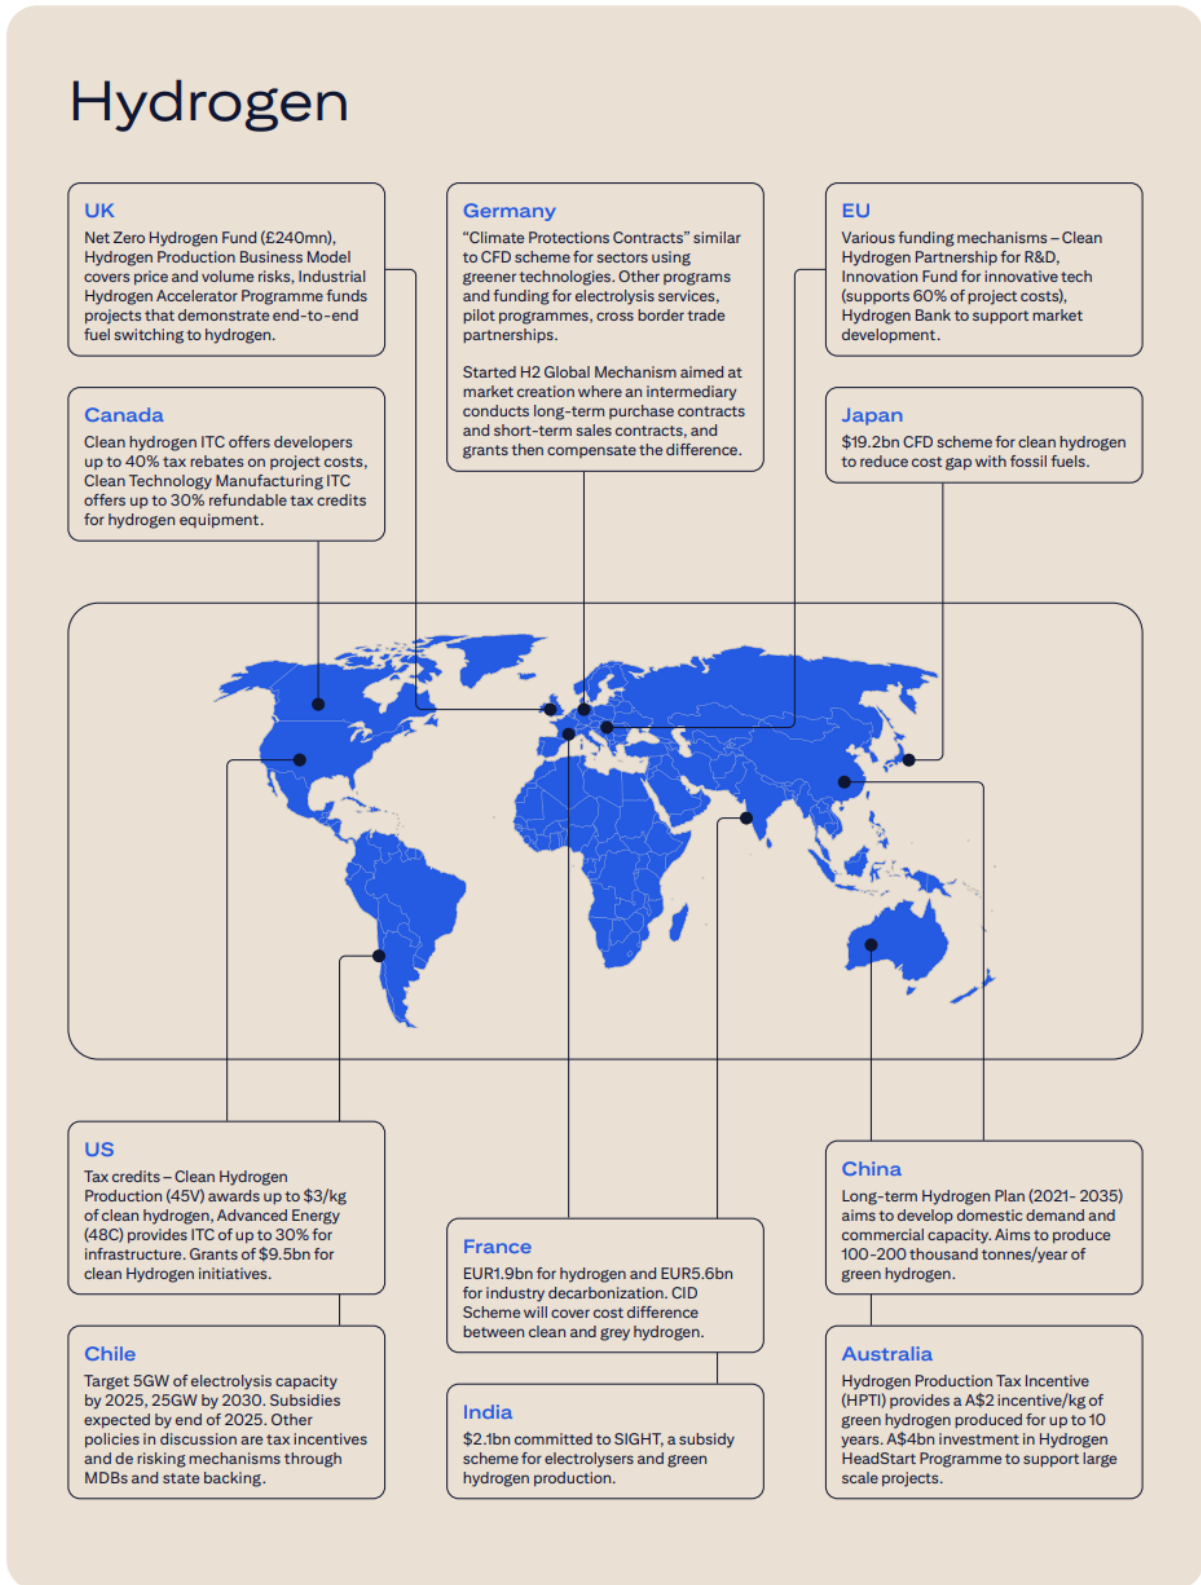 Hydrogen
UK
Net Zero Hydrogen Fund (£240mn),
Hydrogen Production Business Model
covers price and volume risks, Industrial
Hydrogen Accelerator Programme funds
projects that demonstrate end-to-end
fuel switching to hydrogen.
Germany
“Climate Protections Contracts” similar
to CFD scheme for sectors using
greener technologies. Other programs
and funding for electrolysis services,
pilot programmes, cross border trade
partnerships.
Started H2 Global Mechanism aimed at
market creation where an intermediary
conducts long-term purchase contracts
and short-term sales contracts, and
grants then compensate the difference.
EU
Various funding mechanisms – Clean
Hydrogen Partnership for R&D,
Innovation Fund for innovative tech
(supports 60% of project costs),
Hydrogen Bank to support market
development.
Canada
Clean hydrogen ITC offers developers
up to 40% tax rebates on project costs,
Clean Technology Manufacturing ITC
offers up to 30% refundable tax credits
for hydrogen equipment.
Japan
$19.2bn CFD scheme for clean hydrogen
to reduce cost gap with fossil fuels.
US
Tax credits – Clean Hydrogen
Production (45V) awards up to $3/kg
of clean hydrogen, Advanced Energy
(48C) provides ITC of up to 30% for
infrastructure. Grants of $9.5bn for
clean Hydrogen initiatives.
France
EUR1.9bn for hydrogen and EUR5.6bn
for industry decarbonization. CID
Scheme will cover cost difference
between clean and grey hydrogen.
China
Long-term Hydrogen Plan (2021- 2035)
aims to develop domestic demand and
commercial capacity. Aims to produce
100-200 thousand tonnes/year of
green hydrogen.
Chile
Target 5GW of electrolysis capacity
by 2025, 25GW by 2030. Subsidies
expected by end of 2025. Other
policies in discussion are tax incentives
and de risking mechanisms through
MDBs and state backing.
India
$2.1bn committed to SIGHT, a subsidy
scheme for electrolysers and green
hydrogen production.
Australia
Hydrogen Production Tax Incentive
(HPTI) provides a A$2 incentive/kg of
green hydrogen produced for up to 10
years. A$4bn investment in Hydrogen
HeadStart Programme to support large
scale projects.